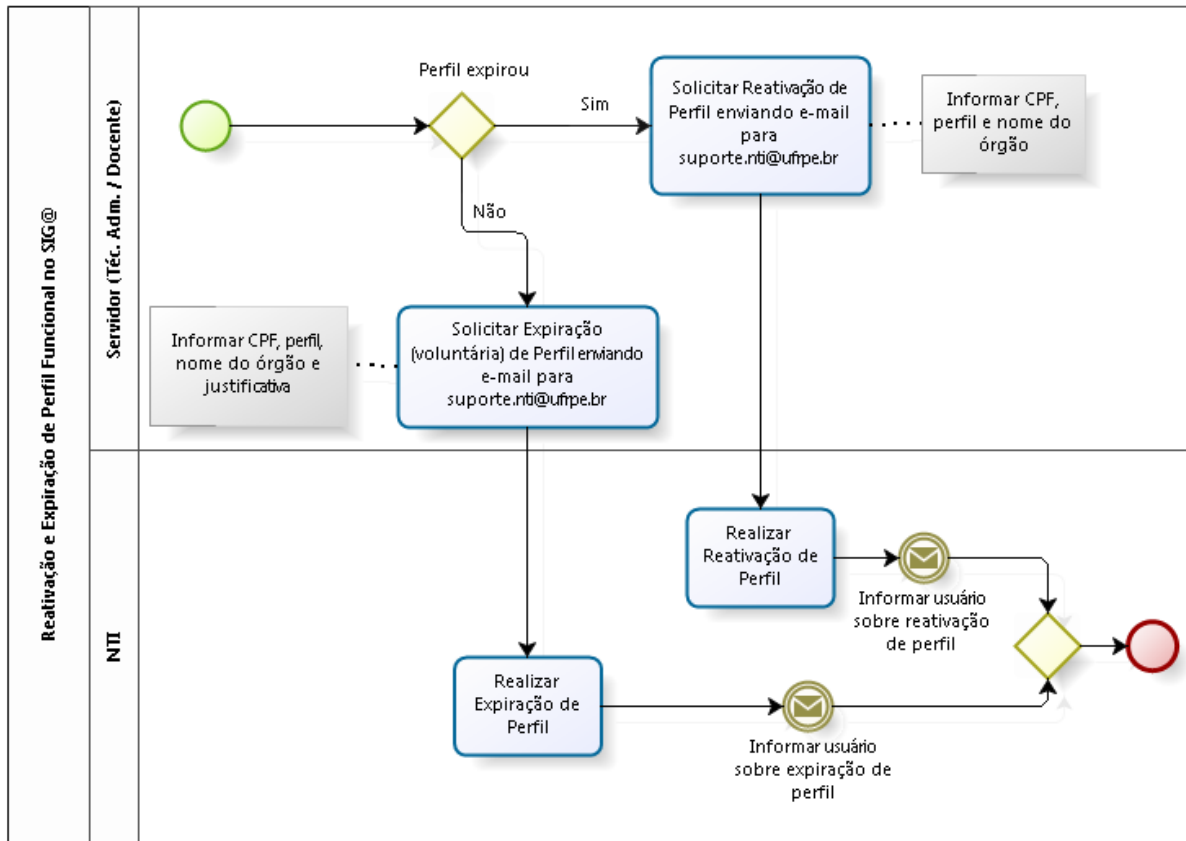 Reativação e Expiração de Perfil Funcional no SIG@
Servidor (Téc. Adm. / Docente)
Perfil expirou
Sim
Não
Solicitar Reativação de
Perfil enviando e-mail
para
suporte.nti@ufrpe.br
Informar CPF,
perfil e nome do
órgão
Informar CPF, perfil,
nome do órgão e
justificativa
Solicitar Expiração
(voluntária) de Perfil enviando
e-mail para
suporte.nti@ufrpe.br
NTI
Realizar
Reativação de
Perfil
Informar usuário
sobre reativação
de perfil
Realizar
Expiração de
Perfil
Informar usuário
sobre expiração de
perfil